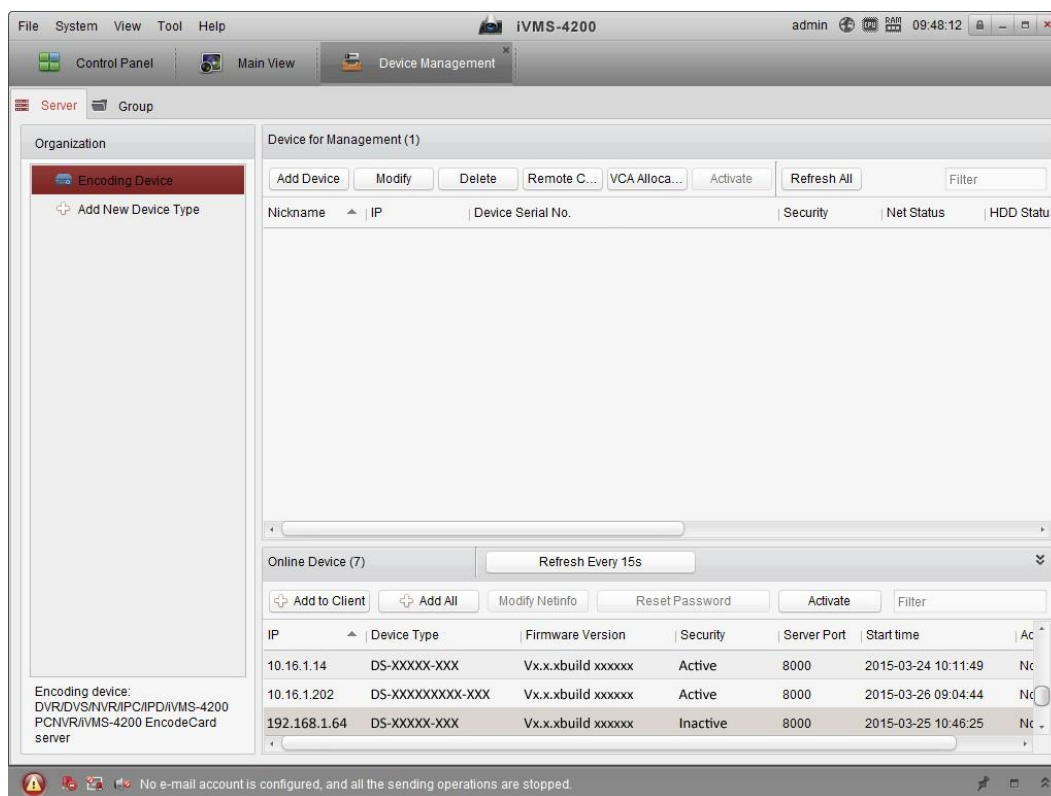 File System View Tool Help iVMS-4200 admin CPU RAM 09:48:12
Control Panel Main View Device Management
Server Group
Organization
Encoding Device
Add New Device Type
Encoding device:
DVR/DVS/NVR/IPC/IPD/iVMS-4200
PCNVR/iVMS-4200 EncodeCard
server
Device for Management (1)
Add Device Modify Delete Remote C... VCA Alloca... Activate Refresh All Filter
Nickname IP Device Serial No. Security Net Status HDD Statu
Online Device (7) Refresh Every 15s
Add to Client Add All Modify Netinfo Reset Password Activate Filter
IP Device Type Firmware Version Security Server Port Start time Ac
10.16.1.14 DS-XXXXX-XXX Vx.x.xbuild xxxxxx Active 8000 2015-03-24 10:11:49 Nc
10.16.1.202 DS-XXXXXXXXX-XXX Vx.x.xbuild xxxxxx Active 8000 2015-03-26 09:04:44 Nc
192.168.1.64 DS-XXXXX-XXX Vx.x.xbuild xxxxxx Inactive 8000 2015-03-25 10:46:25 Nc
No e-mail account is configured, and all the sending operations are stopped.